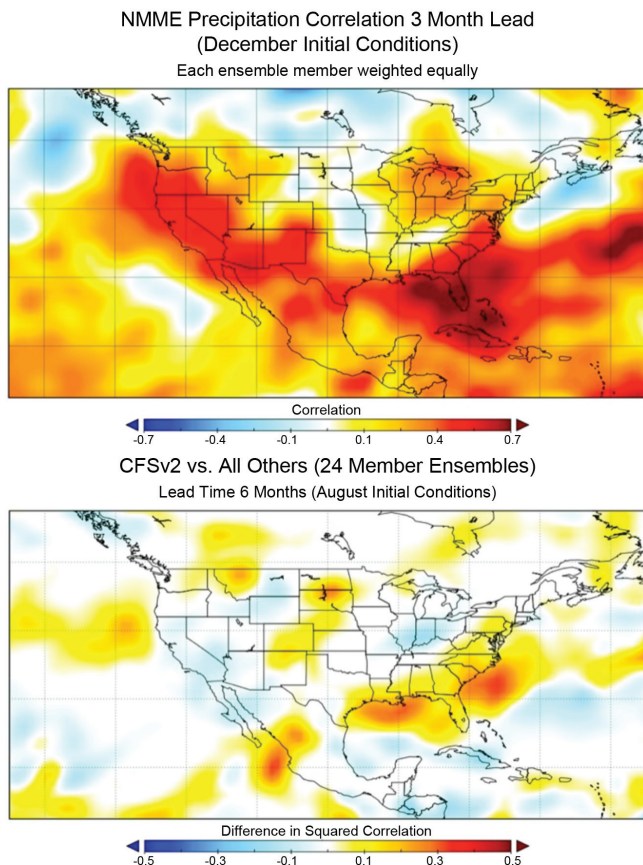 NMME Precipitation Correlation 3 Month Lead
(December Initial Conditions)
Each ensemble member weighted equally
Correlation
-0.7 -0.4 -0.1 0.1 0.4 0.7
CFSv2 vs. All Others (24 Member Ensembles)
Lead Time 6 Months (August Initial Conditions)
Difference in Squared Correlation
-0.5 -0.3 -0.1 0.1 0.3 0.5